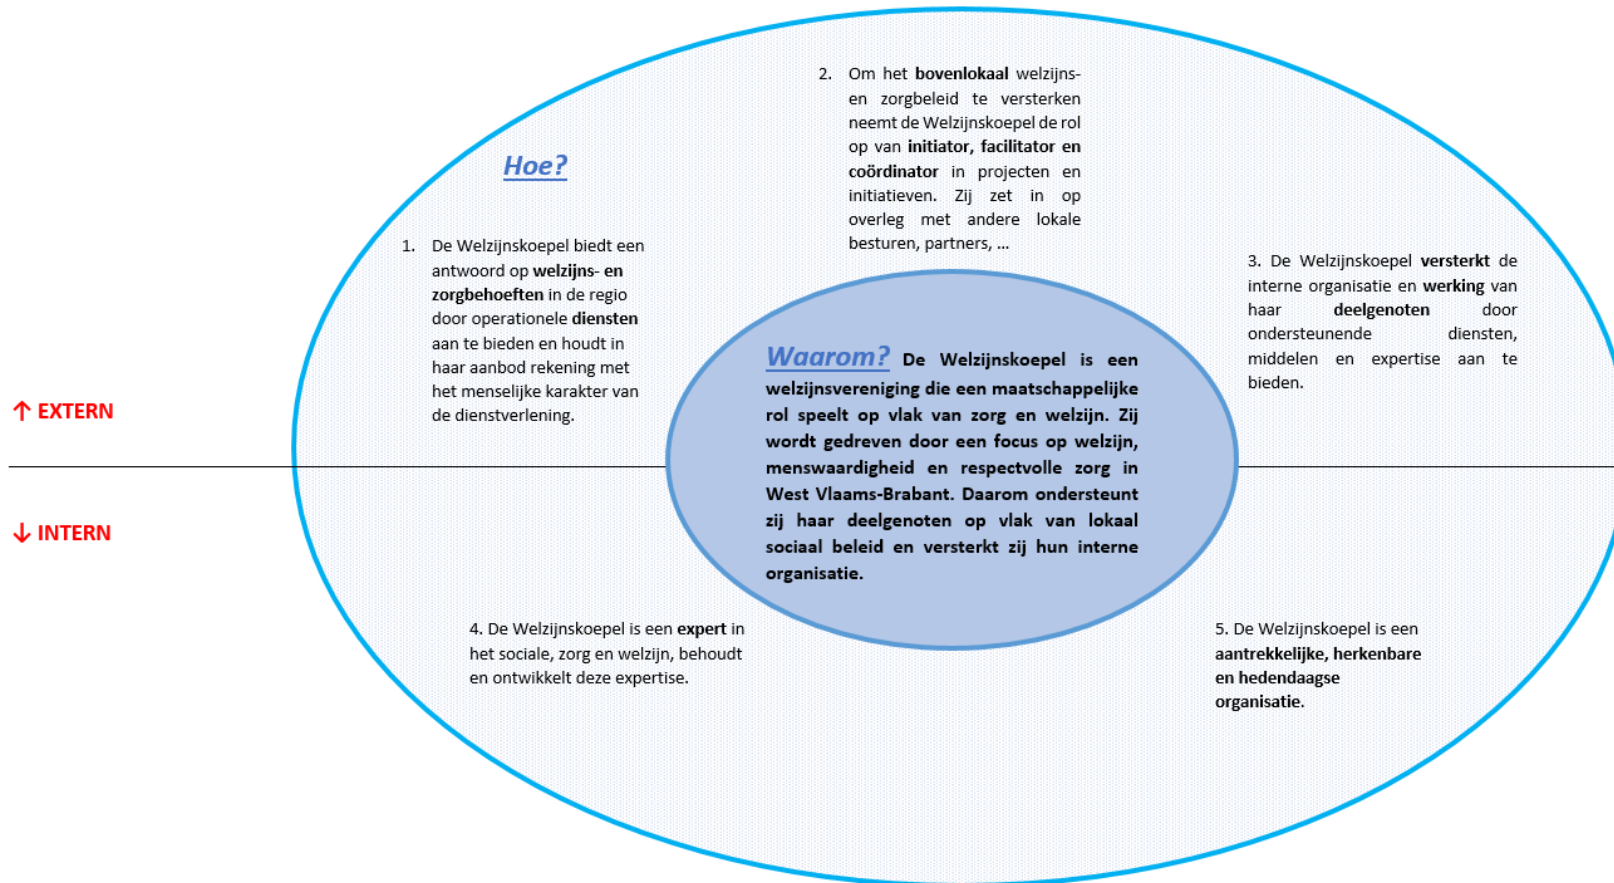 Hoe?
1. De Welzijnskoepel biedt een
antwoord op welzijns- en
zorgbehoeften in de regio
door operationele diensten
aan te bieden en houdt in
haar aanbod rekening met
het menselijke karakter van
de dienstverlening.
2. Om het bovenlokaal welzijns-
en zorgbeleid te versterken
neemt de Welzijnskoepel de rol
op van initiator, facilitator en
coördinator in projecten en
initiatieven. Zij zet in op
overleg met andere lokale
besturen, partners, ...
3. De Welzijnskoepel versterkt de
interne organisatie en werking van
haar deelgenoten door
ondersteunende diensten,
middelen en expertise aan te
bieden.
Waarom? De Welzijnskoepel is een
welzijnsvereniging die een maatschappelijke
rol speelt op vlak van zorg en welzijn. Zij
wordt gedreven door een focus op welzijn,
menswaardigheid en respectvolle zorg in
West Vlaams-Brabant. Daarom ondersteunt
zij haar deelgenoten op vlak van lokaal
sociaal beleid en versterkt zij hun interne
organisatie.
↑ EXTERN
↓ INTERN
4. De Welzijnskoepel is een expert in
het sociale, zorg en welzijn, behoudt
en ontwikkelt deze expertise.
5. De Welzijnskoepel is een
aantrekkelijke, herkenbare
en hedendaagse
organisatie.